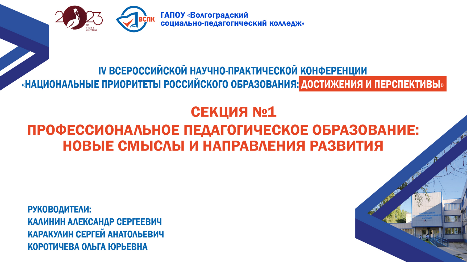 2023
ВСПК
ГАПОУ «Волгоградский
социально-педагогический колледж»
IV ВСЕРОССИЙСКОЙ НАУЧНО-ПРАКТИЧЕСКОЙ КОНФЕРЕНЦИИ
«НАЦИОНАЛЬНЫЕ ПРИОРИТЕТЫ РОССИЙСКОГО ОБРАЗОВАНИЯ: ДОСТИЖЕНИЯ И ПЕРСПЕКТИВЫ»
СЕКЦИЯ №1
ПРОФЕССИОНАЛЬНОЕ ПЕДАГОГИЧЕСКОЕ ОБРАЗОВАНИЕ:
НОВЫЕ СМЫСЛЫ И НАПРАВЛЕНИЯ РАЗВИТИЯ
РУКОВОДИТЕЛИ:
КАЛИНИН АЛЕКСАНДР СЕРГЕЕВИЧ
КАРАКУЛИН СЕРГЕЙ АНАТОЛЬЕВИЧ
КОРОТИЧЕВА ОЛЬГА ЮРЬЕВНА